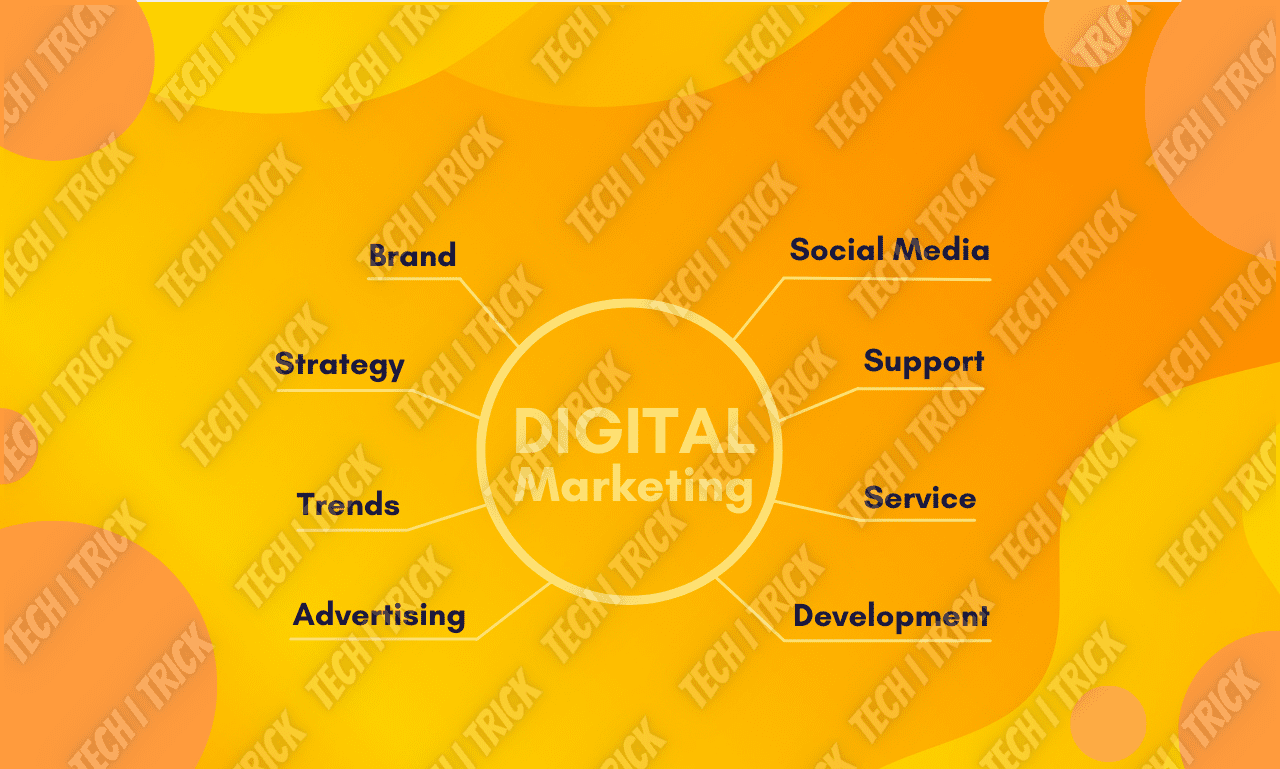 Brand
Strategy
Trends
Advertising
DIGITAL
Marketing
Social Media
Support
Service
Development
TECH I TRICK